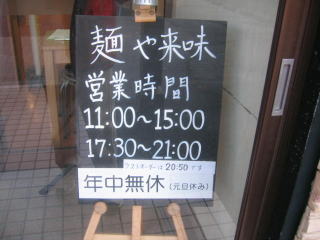 麺や来味
営業時間
11:00～15:00
17:30～21:00
ラストオーダーは20:50です
年中無休(元旦休み)